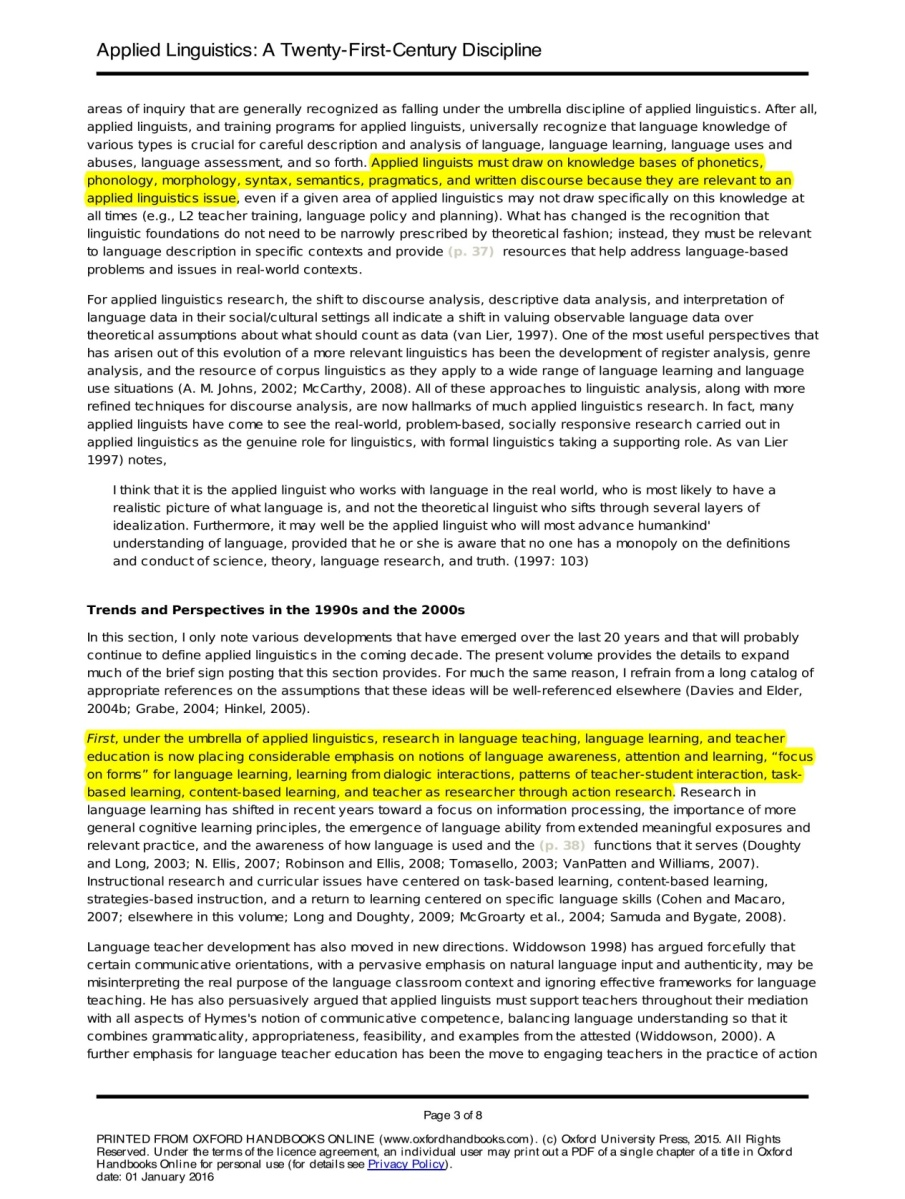 Applied Linguistics: A Twenty-First-Century Discipline
areas of inquiry that are generally recognized as falling under the umbrella discipline of applied linguistics. After all,
applied linguists, and training programs for applied linguists, universally recognize that language knowledge of
various types is crucial for careful description and analysis of language, language learning, language uses and
abuses, language assessment, and so forth. Applied linguists must draw on knowledge bases of phonetics,
phonology, morphology, syntax, semantics, pragmatics, and written discourse because they are relevant to an
applied linguistics issue, even if a given area of applied linguistics may not draw specifically on this knowledge at
all times (e.g., L2 teacher training, language policy and planning). What has changed is the recognition that
linguistic foundations do not need to be narrowly prescribed by theoretical fashion; instead, they must be relevant
to language description in specific contexts and provide (p. 37) resources that help address language-based
problems and issues in real-world contexts.
For applied linguistics research, the shift to discourse analysis, descriptive data analysis, and interpretation of
language data in their social/cultural settings all indicate a shift in valuing observable language data over
theoretical assumptions about what should count as data (van Lier, 1997). One of the most useful perspectives that
has arisen out of this evolution of a more relevant linguistics has been the development of register analysis, genre
analysis, and the resource of corpus linguistics as they apply to a wide range of language learning and language
use situations (A. M. Johns, 2002; McCarthy, 2008). All of these approaches to linguistic analysis, along with more
refined techniques for discourse analysis, are now hallmarks of much applied linguistics research. In fact, many
applied linguists have come to see the real-world, problem-based, socially responsive research carried out in
applied linguistics as the genuine role for linguistics, with formal linguistics taking a supporting role. As van Lier
1997) notes,
I think that it is the applied linguist who works with language in the real world, who is most likely to have a
realistic picture of what language is, and not the theoretical linguist who sifts through several layers of
idealization. Furthermore, it may well be the applied linguist who will most advance humankind'
understanding of language, provided that he or she is aware that no one has a monopoly on the definitions
and conduct of science, theory, language research, and truth. (1997: 103)
Trends and Perspectives in the 1990s and the 2000s
In this section, I only note various developments that have emerged over the last 20 years and that will probably
continue to define applied linguistics in the coming decade. The present volume provides the details to expand
much of the brief sign posting that this section provides. For much the same reason, I refrain from a long catalog of
appropriate references on the assumptions that these ideas will be well-referenced elsewhere (Davies and Elder,
2004b; Grabe, 2004; Hinkel, 2005).
First, under the umbrella of applied linguistics, research in language teaching, language learning, and teacher
education is now placing considerable emphasis on notions of language awareness, attention and learning, “focus
on forms” for language learning, learning from dialogic interactions, patterns of teacher-student interaction, task-
based learning, content-based learning, and teacher as researcher through action research. Research in
language learning has shifted in recent years toward a focus on information processing, the importance of more
general cognitive learning principles, the emergence of language ability from extended meaningful exposures and
relevant practice, and the awareness of how language is used and the (p. 38) functions that it serves (Doughty
and Long, 2003; N. Ellis, 2007; Robinson and Ellis, 2008; Tomasello, 2003; VanPatten and Williams, 2007).
Instructional research and curricular issues have centered on task-based learning, content-based learning,
strategies-based instruction, and a return to learning centered on specific language skills (Cohen and Macaro,
2007; elsewhere in this volume; Long and Doughty, 2009; McGroarty et al., 2004; Samuda and Bygate, 2008).
Language teacher development has also moved in new directions. Widdowson 1998) has argued forcefully that
certain communicative orientations, with a pervasive emphasis on natural language input and authenticity, may be
misinterpreting the real purpose of the language classroom context and ignoring effective frameworks for language
teaching. He has also persuasively argued that applied linguists must support teachers throughout their mediation
with all aspects of Hymes's notion of communicative competence, balancing language understanding so that it
combines grammaticality, appropriateness, feasibility, and examples from the attested (Widdowson, 2000). A
further emphasis for language teacher education has been the move to engaging teachers in the practice of action
Page 3 of 8
PRINTED FROM OXFORD HANDBOOKS ONLINE (www.oxfordhandbooks.com). (c) Oxford University Press, 2015. All Rights
Reserved. Under the terms of the licence agreement, an individual user may print out a PDF of a single chapter of a title in Oxford
Handbooks Online for personal use (for details see Privacy Policy).
date: 01 January 2016